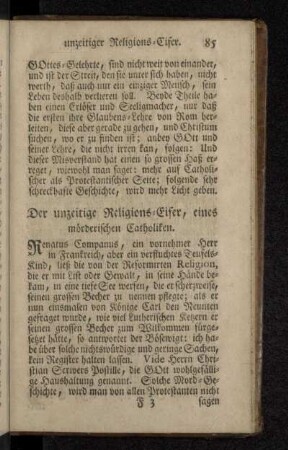 unzeitiger Religions-Eifer. 85
GOttes-Gelehrte, sind nicht weit von einander,
und ist der Streit, den sie unter sich haben, nicht
werth, daß auch nur ein einziger Mensch, sein
Leben deshalb verlieren soll. Beyde Theile ha-
ben einen Erlöser und Seeligmacher, nur daß
die ersten ihre Glaubens-Lehre von Rom her-
leiten, diese aber gerade zu gehen, und Christum
suchen, wo er zu finden ist; anbey GOtt und
seiner Lehre, die nicht irren kan, folgen: Und
dieser Misverstand hat einen so grossen Haß er-
reget, wiewohl man saget: mehr auf Catholi-
scher als Protestantischer Seite; folgende sehr
schreckhafte Geschichte, wird mehr Licht geben.
Der unzeitige Religions-Eifer, eines
mörderischen Catholiken.
Renatus Companus, ein vornehmer Herr
in Frankreich, aber ein verfluchtes Teufels-
Kind, ließ die von der Reformirten Religion,
die er mit List oder Gewalt, in seine Hände be-
kam, in eine tiefe See werfen, die er scherzweise,
seinen grossen Becher zu nennen pflegte; als er
nun einsmalen von Könige Carl den Neunten
gefraget wurde, wie viel Lutherischen Ketzern er
seinen grossen Becher zum Willkommen fürge-
setzet hätte, so antwortet der Bösewigt: ich ha-
be über solche nichtswürdige und geringe Sachen,
kein Register halten lassen. Vide Herrn Chri-
stian Scrivers Postille, die GOtt wohlgefälli-
ge Haushaltung genannt. Solche Mord-Ge-
schichte, wird man von allen Protestanten nicht
F 3 sagen